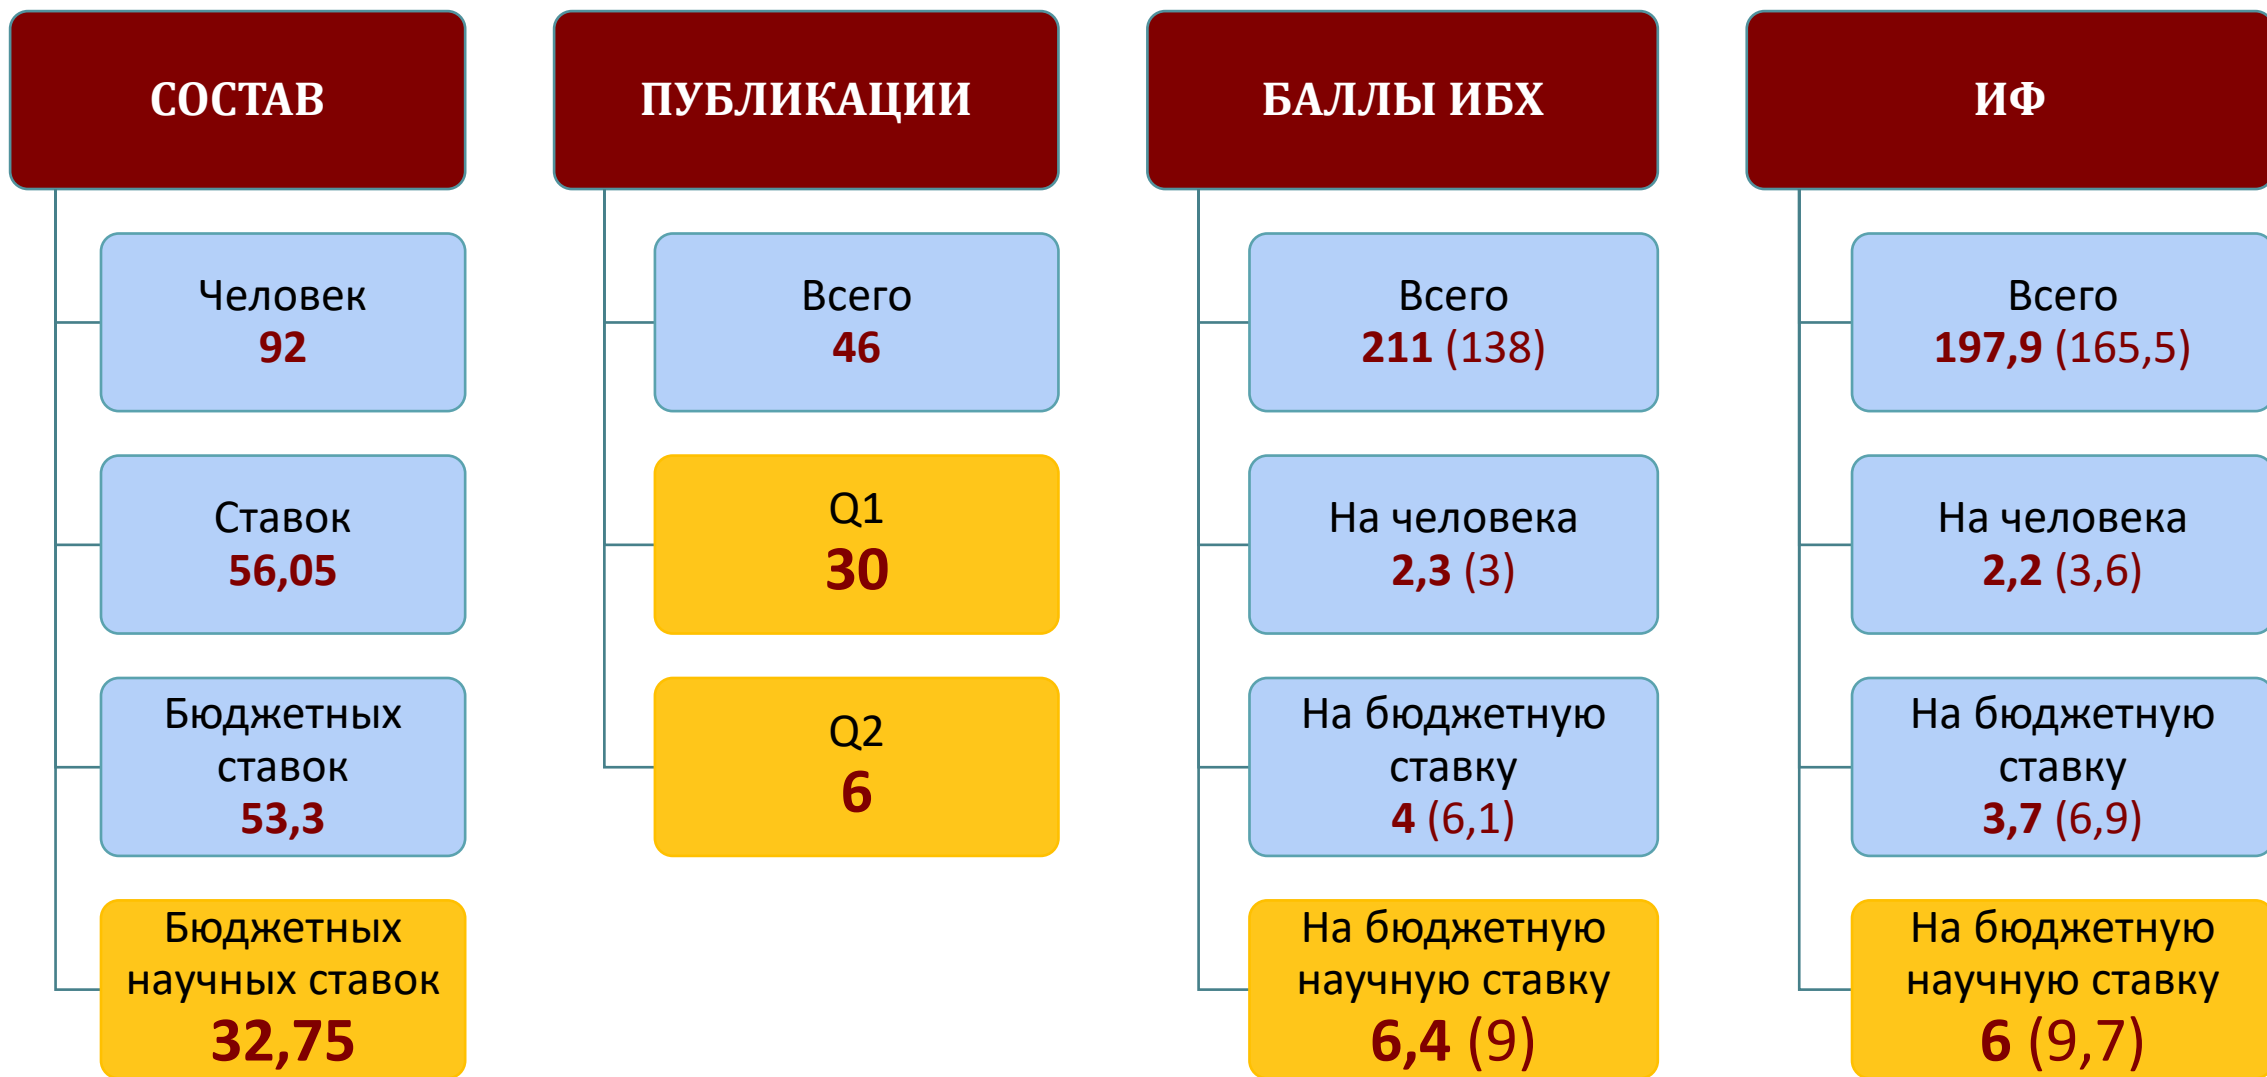 СОСТАВ
Человек
92
Ставок
56,05
Бюджетных
ставок
53,3
Бюджетных
научных ставок
32,75
ПУБЛИКАЦИИ
Всего
46
Q1
30
Q2
6
БАЛЛЫ ИБХ
Всего
211 (138)
На человека
2,3 (3)
На бюджетную
ставку
4 (6,1)
На бюджетную
научную ставку
6,4 (9)
ИФ
Всего
197,9 (165,5)
На человека
2,2 (3,6)
На бюджетную
ставку
3,7 (6,9)
На бюджетную
научную ставку
6 (9,7)